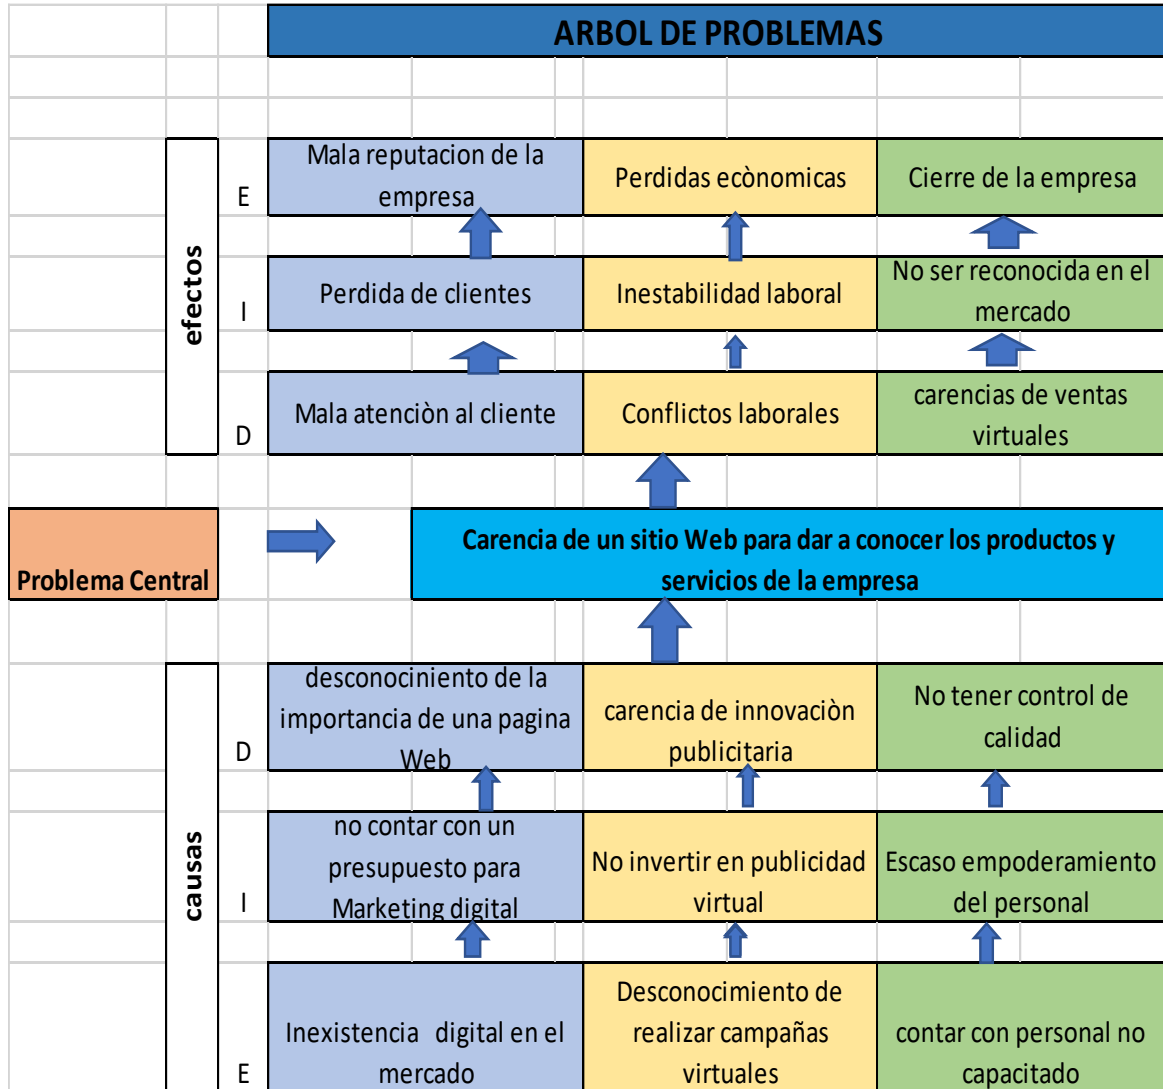 ARBOL DE PROBLEMAS
efectos
E
Mala reputacion de la
empresa
Perdidas ecònomicas
Cierre de la empresa
I
Perdida de clientes
Inestabilidad laboral
No ser reconocida en el
mercado
D
Mala atenciòn al cliente
Conflictos laborales
carencias de ventas
virtuales
Problema Central
Carencia de un sitio Web para dar a conocer los productos y
servicios de la empresa
causas
D
desconociniento de la
importancia de una pagina
Web
carencia de innovaciòn
publicitaria
No tener control de
calidad
I
no contar con un
presupuesto para
Marketing digital
No invertir en publicidad
virtual
Escaso empoderamiento
del personal
E
Inexistencia digital en el
mercado
Desconocimiento de
realizar campañas
virtuales
contar con personal no
capacitado